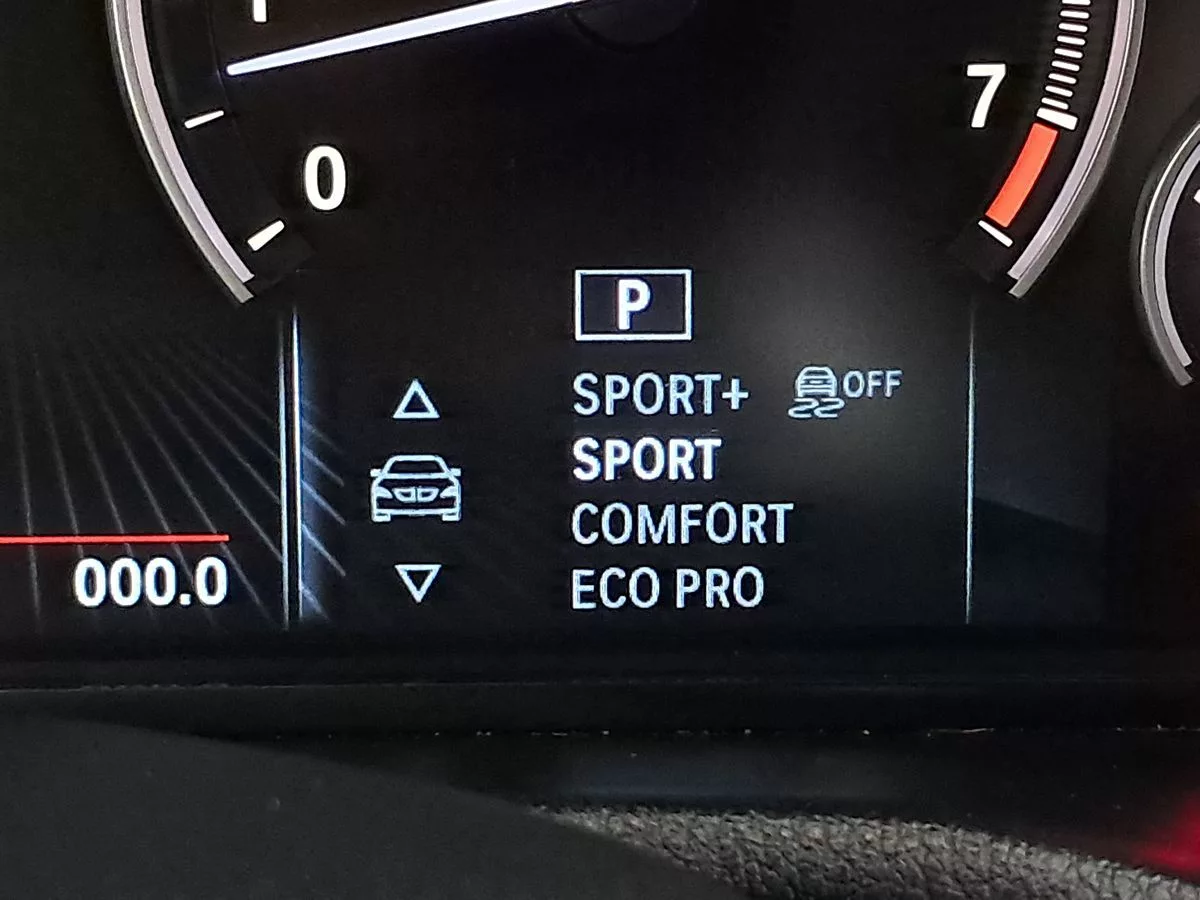 0
7
P
SPORT+ OFF
SPORT
COMFORT
ECO PRO
000.0